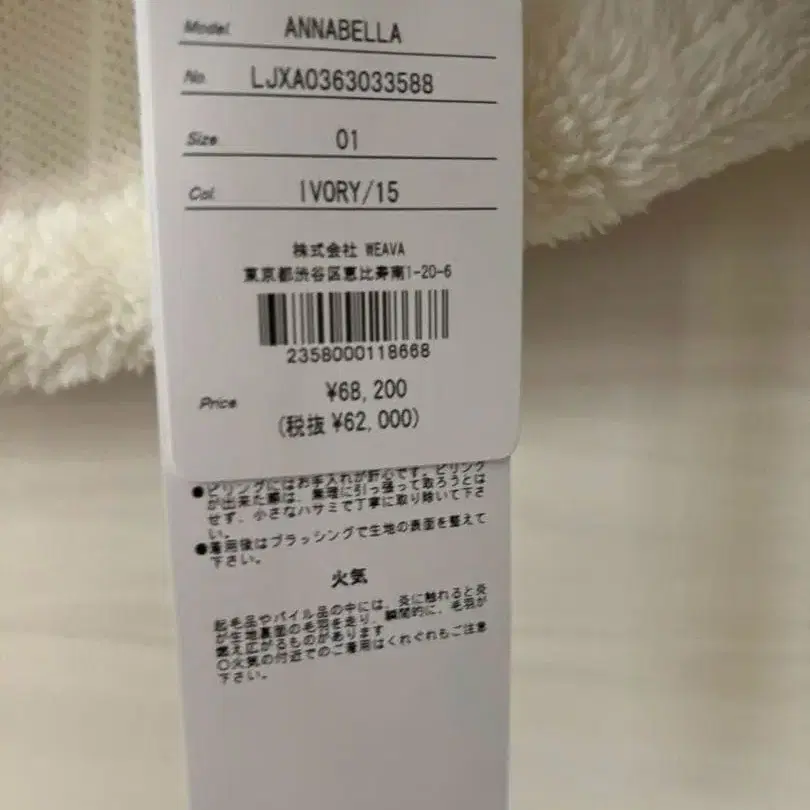 Model ANNABELLA
No. LJXA0363033588
Size 01
Col. IVORY/15
株式会社 WEAVA
東京都渋谷区恵比寿南1-20-6
2358000118668
Price ¥68,200
(税抜 ¥62,000)
●ピリングにはお手入れが肝心です。ピリング
が出来た際は、無理に引っ張って取ろうとは
せず、小さなハサミで丁寧に取り除いて下さ
い。
●着用後はブラッシングで生地の表面を整えて
下さい。
火気
起毛品やパイル品の中には、炎に触れると炎
が生地裏面の毛羽を走り、瞬間的に、毛羽が
燃え広がるものがあります
○火気の付近でのご着用はくれぐれもご注意
下さい。